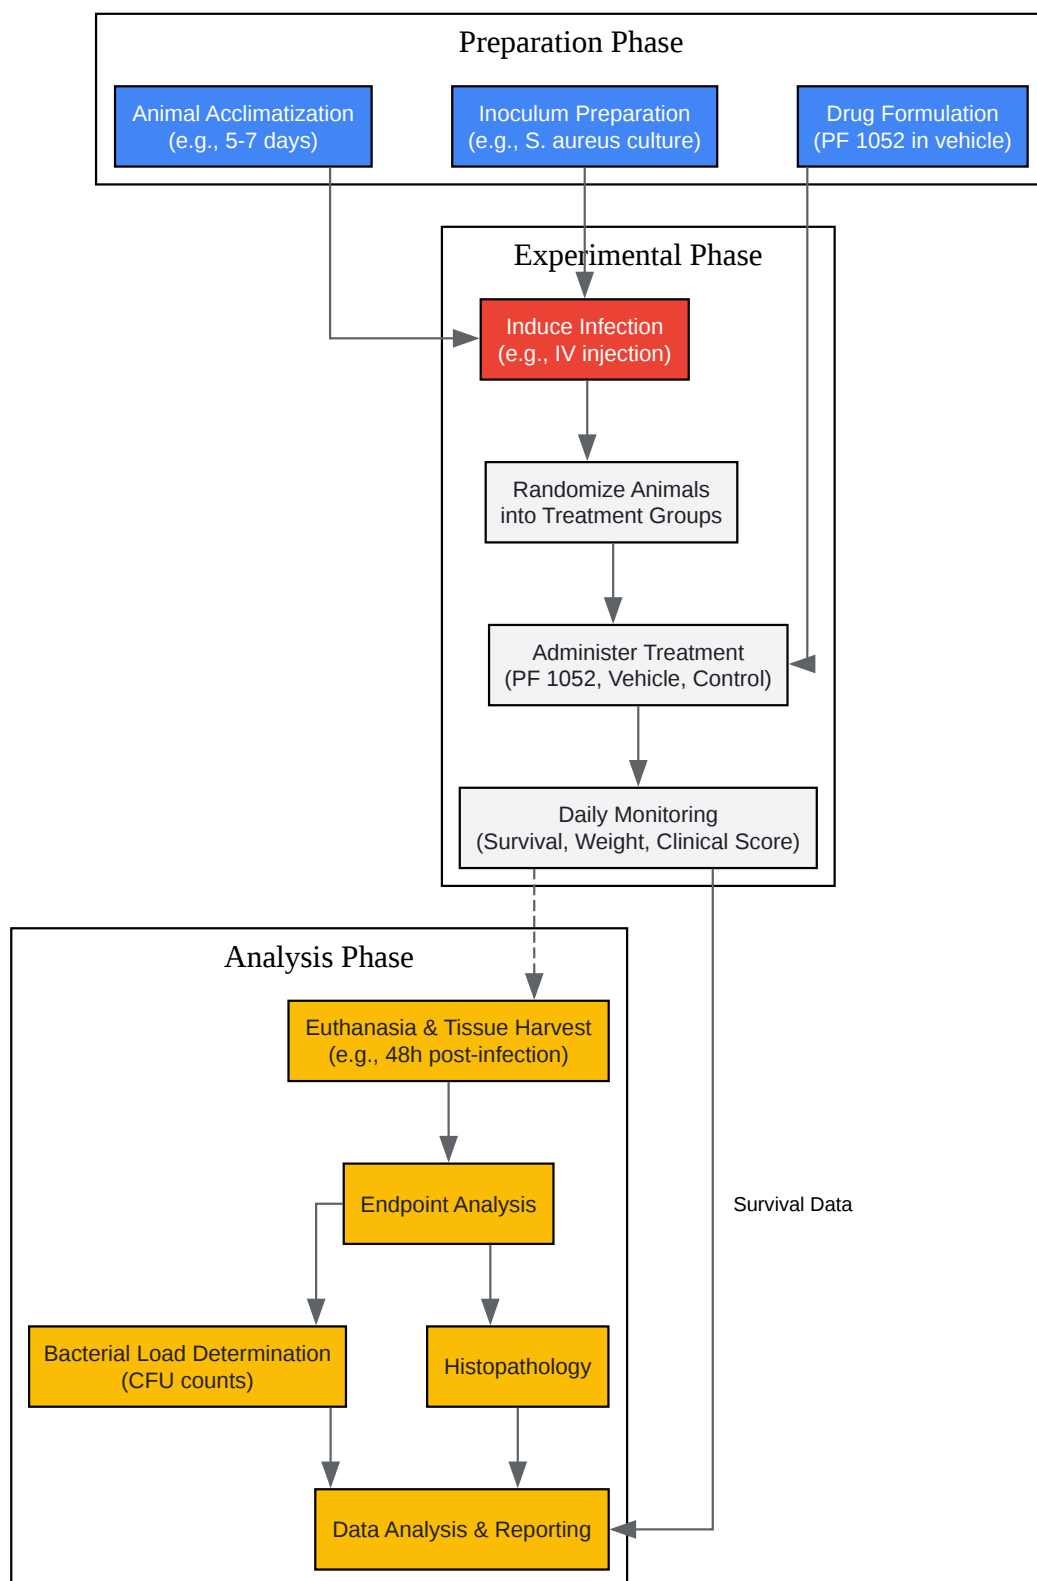 Preparation Phase
Animal Acclimatization
(e.g., 5-7 days)
Inoculum Preparation
(e.g., S. aureus culture)
Drug Formulation
(PF 1052 in vehicle)
Experimental Phase
Induce Infection
(e.g., IV injection)
Randomize Animals
into Treatment Groups
Administer Treatment
(PF 1052, Vehicle, Control)
Daily Monitoring
(Survival, Weight, Clinical Score)
Analysis Phase
Euthanasia & Tissue Harvest
(e.g., 48h post-infection)
Endpoint Analysis
Survival Data
Bacterial Load Determination
(CFU counts)
Histopathology
Data Analysis & Reporting